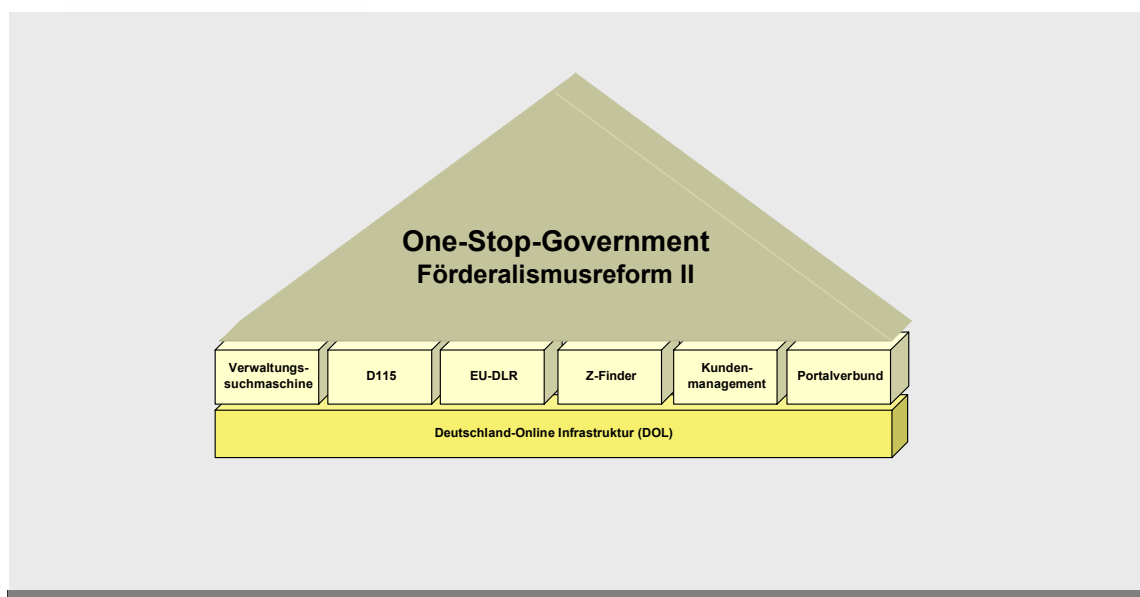 One-Stop-Government
Förderalismusreform II
Verwaltungs-
suchmaschine
D115
EU-DLR
Z-Finder
Kunden-
management
Portalverbund
Deutschland-Online Infrastruktur (DOL)